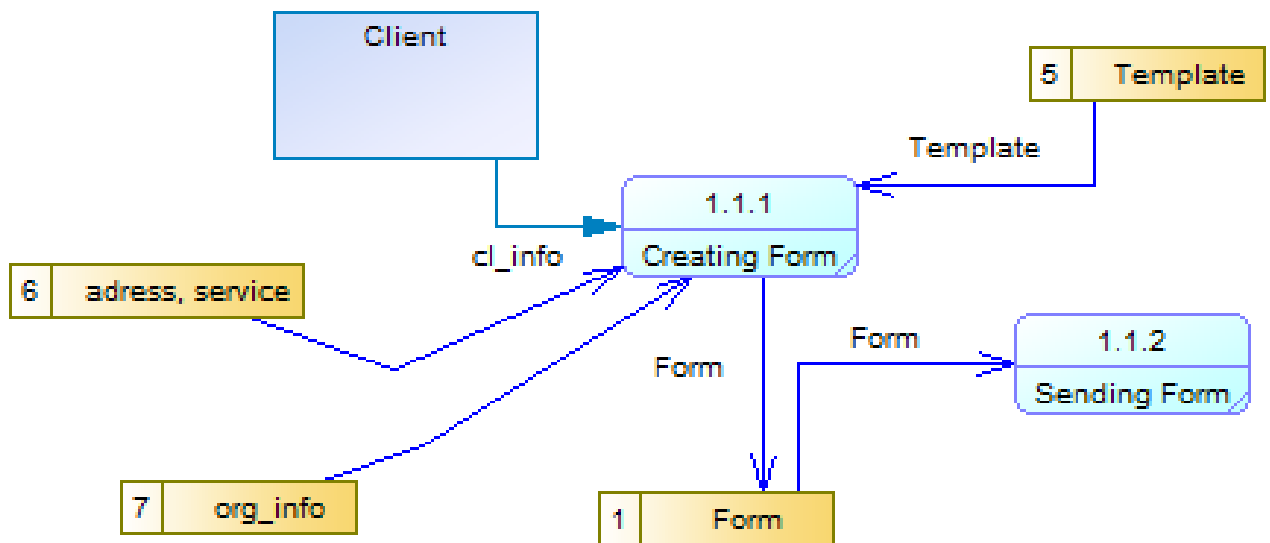 Client
5 Template
Template
1.1.1
Creating Form
cl_info
6 adress, service
Form
Form
1.1.2
Sending Form
7 org_info
1 Form